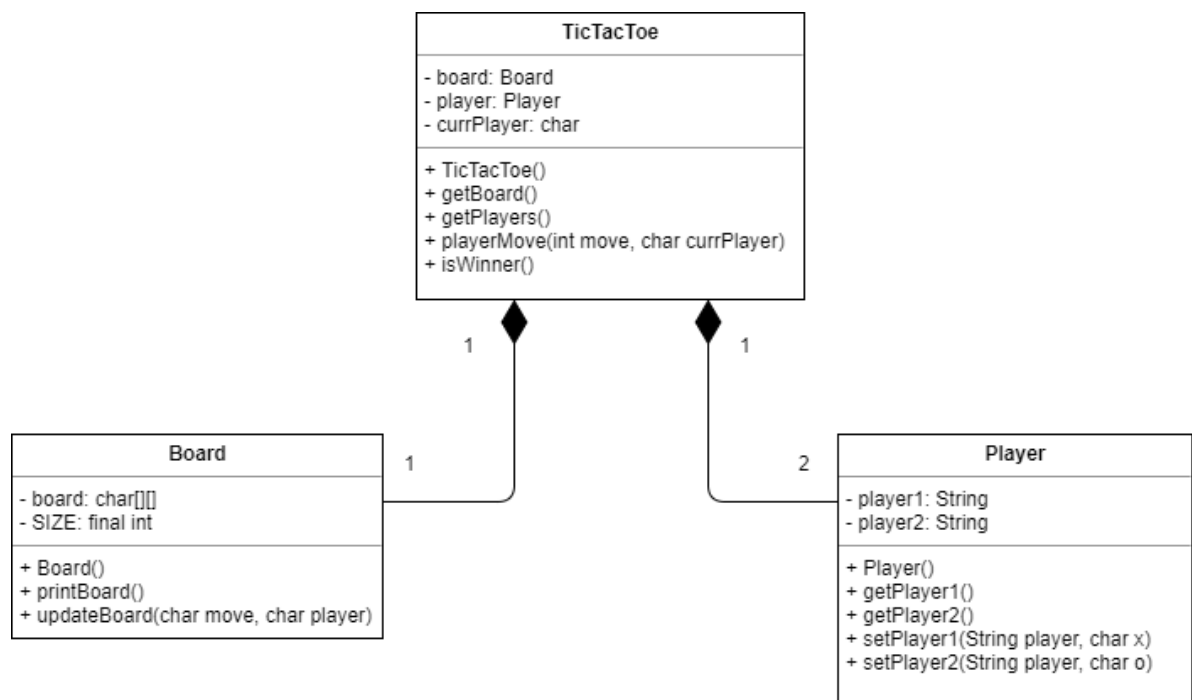 TicTacToe
- board: Board
- player: Player
- currPlayer: char
+ TicTacToe()
+ getBoard()
+ getPlayers()
+ playerMove(int move, char currPlayer)
+ isWinner()
1
1
Board
- board: char[][]
- SIZE: final int
+ Board()
+ printBoard()
+ updateBoard(char move, char player)
1
2
Player
- player1: String
- player2: String
+ Player()
+ getPlayer1()
+ getPlayer2()
+ setPlayer1(String player, char x)
+ setPlayer2(String player, char o)